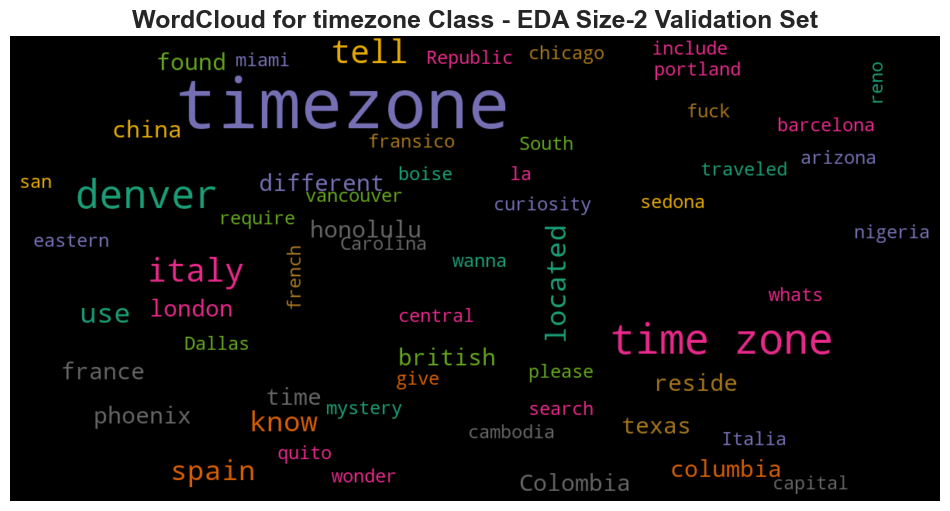 WordCloud for timezone Class - EDA Size-2 Validation Set
found
miami
tell
Republic
chicago
include
portland
reno
timezone
china
fransico
South
fuck
barcelona
arizona
san
denver
different
boise
la
traveled
vancouver
curiosity
sedona
require
honolulu
Carolina
eastern
nigeria
italy
french
wanna
located
use
london
central
whats
time zone
Dallas
british
france
give
please
reside
phoenix
time
know
mystery
search
cambodia
texas
Italia
spain
quito
wonder
columbia
Colombia
capital